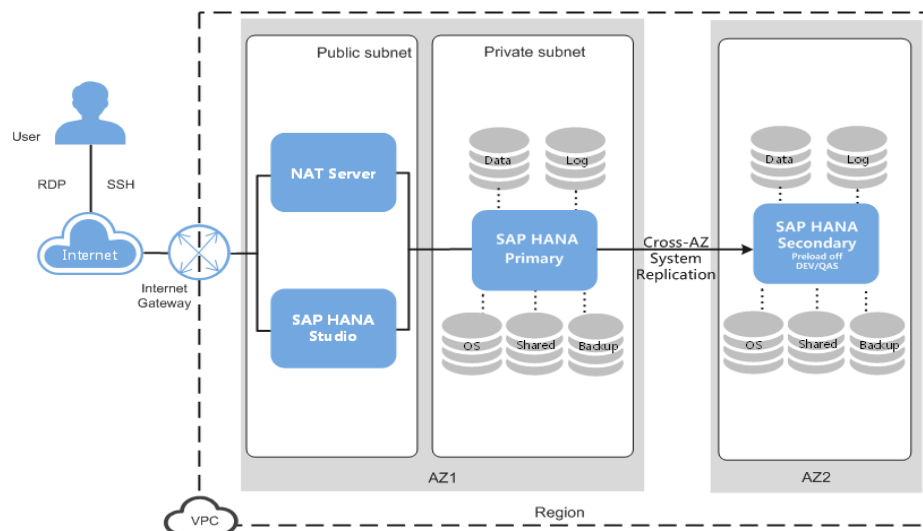 Public subnet
Private subnet
User
RDP
SSH
Internet
Internet
Gateway
NAT Server
SAP HANA
Studio
Data
Log
SAP HANA
Primary
OS
Shared
Backup
Cross-AZ
System
Replication
Data
Log
SAP HANA
Secondary
Preload off
DEV/QAS
OS
Shared
Backup
AZ1
AZ2
VPC
Region